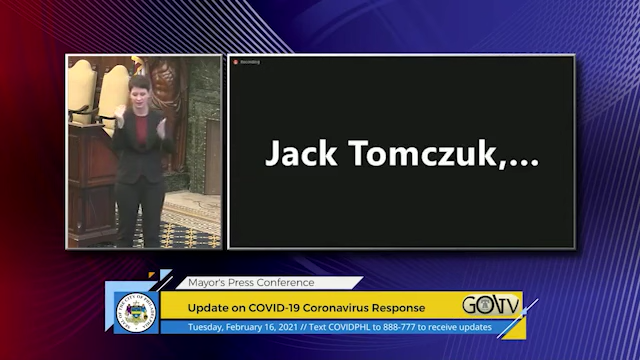 Recording
Jack Tomczuk,...
Mayor's Press Conference
Update on COVID-19 Coronavirus Response
GOVTV
Tuesday, February 16, 2021 // Text COVIDPHL to 888-777 to receive updates